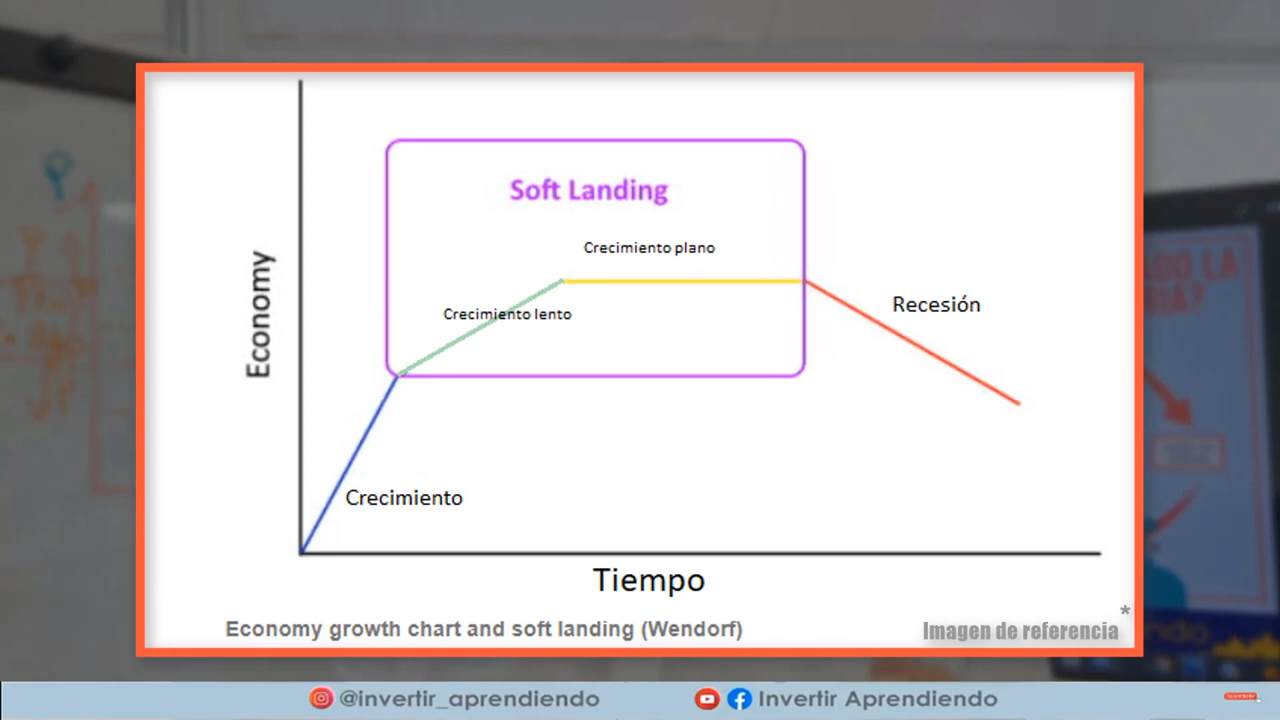 Soft Landing
Crecimiento plano
Crecimiento lento
Recesión
Economy
Crecimiento
Tiempo
Economy growth chart and soft landing (Wendorf)
*
Imagen de referencia
@invertir_aprendiendo
Invertir Aprendiendo